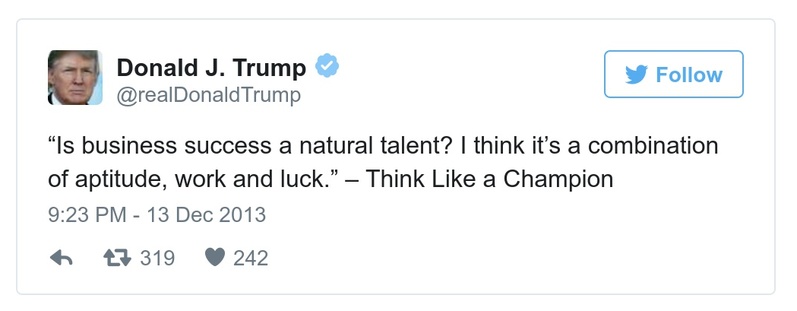 Donald J. Trump
@realDonaldTrump
Follow
“Is business success a natural talent? I think it’s a combination
of aptitude, work and luck.” – Think Like a Champion
9:23 PM - 13 Dec 2013
319 242